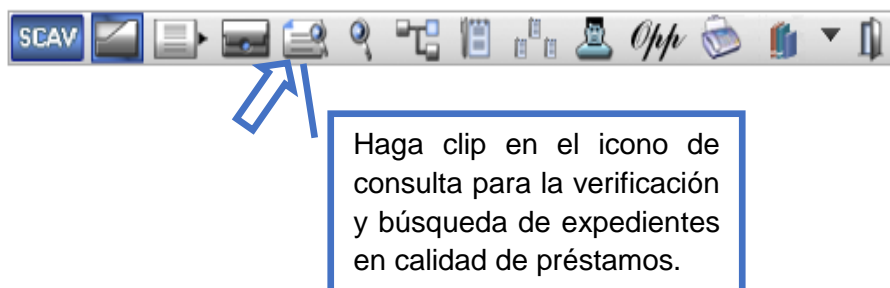 SCAV
Opp
Haga clip en el icono de
consulta para la verificación
y búsqueda de expedientes
en calidad de préstamos.